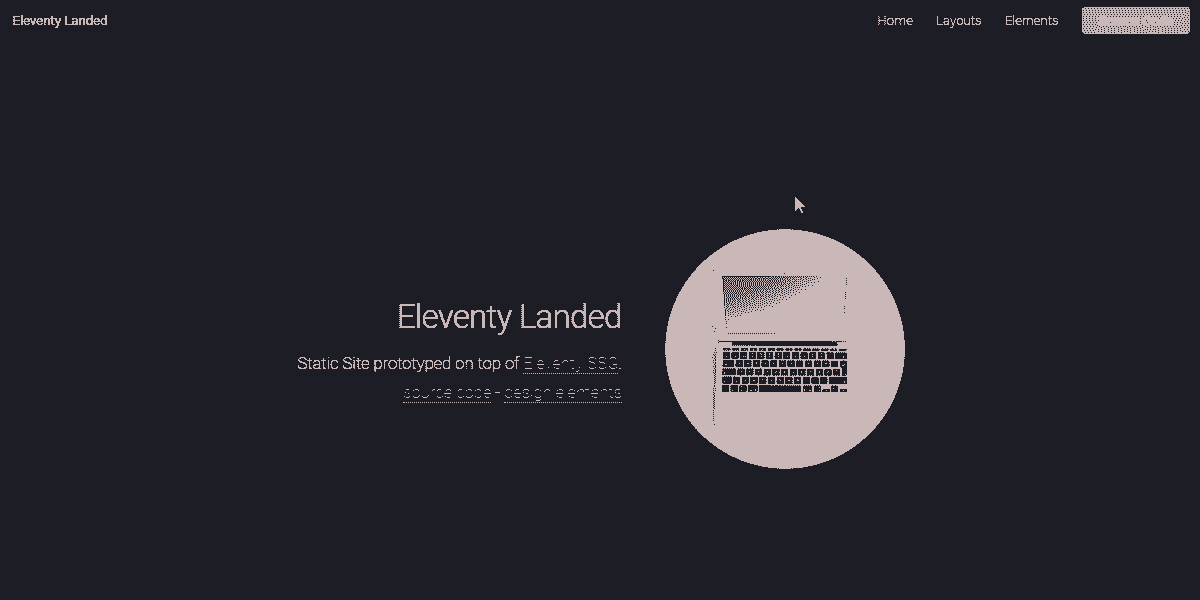 Eleventy Landed
Home Layouts Elements
Eleventy Landed
Static Site prototyped on top of Eleventy SSG.
source code - design elements